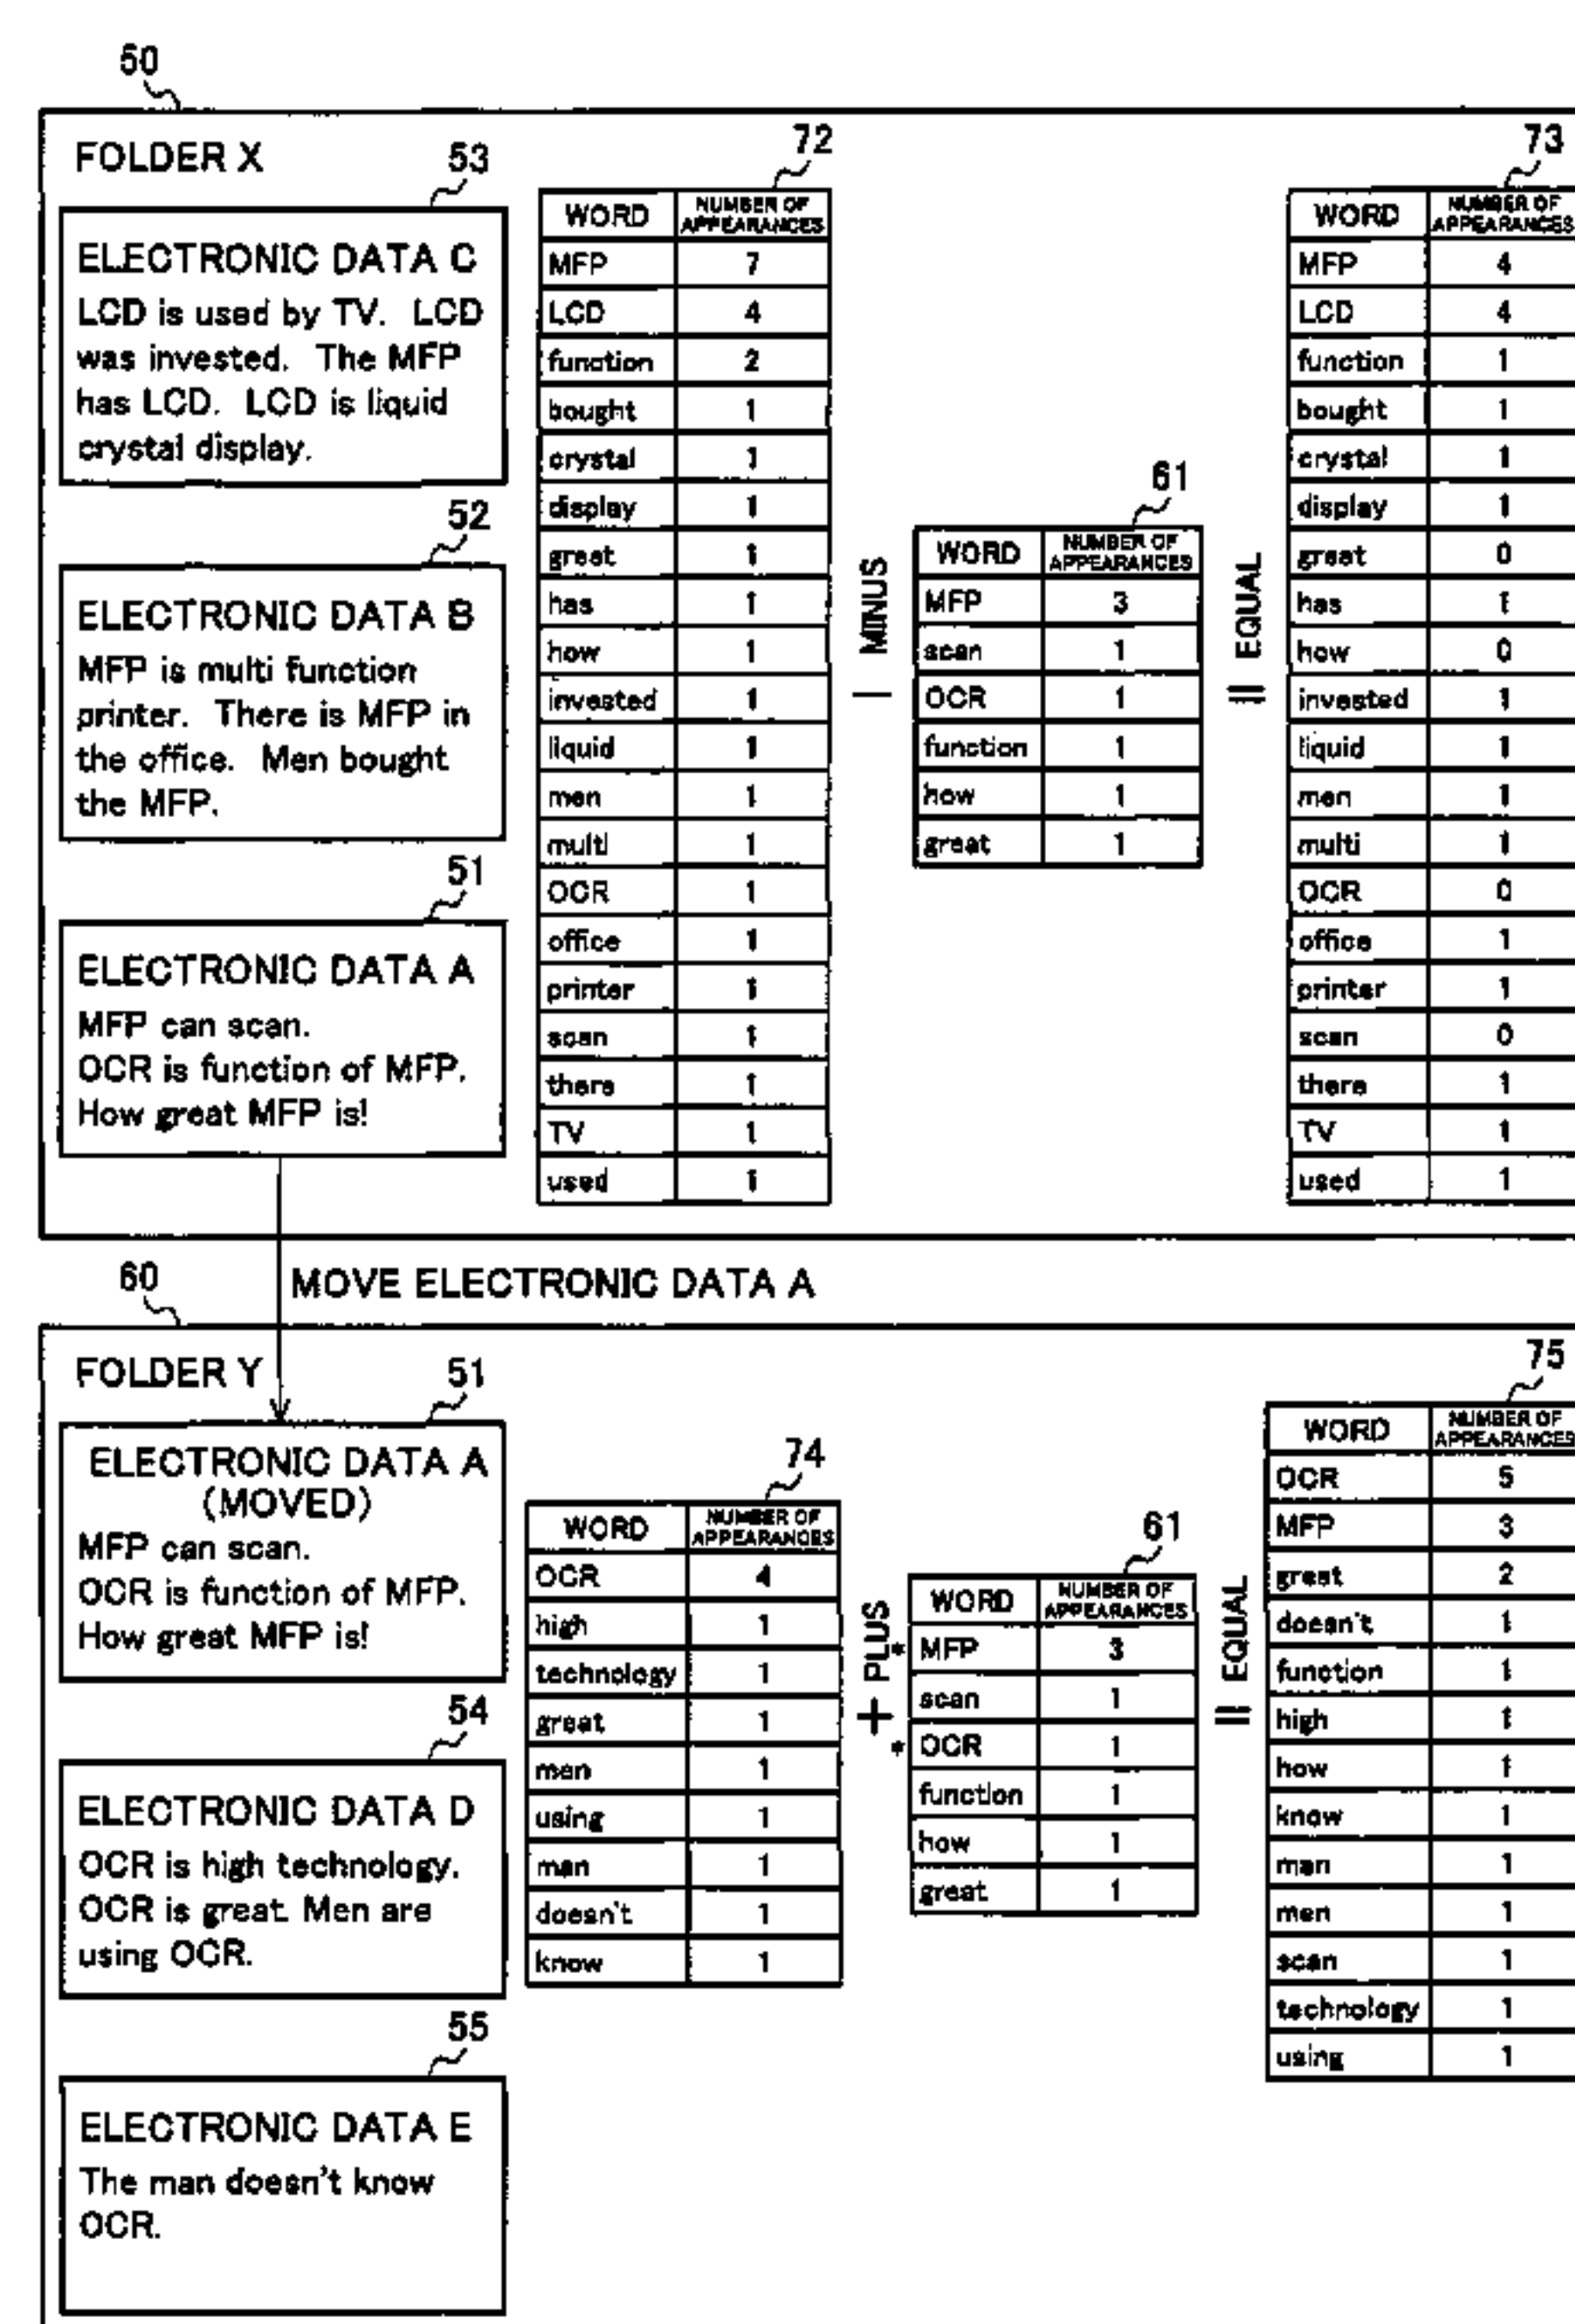 50
FOLDER X
53
ELECTRONIC DATA C
LCD is used by TV. LCD
was invested. The MFP
has LCD. LCD is liquid
crystal display.
52
ELECTRONIC DATA B
MFP is multi function
printer. There is MFP in
the office. Men bought
the MFP.
51
ELECTRONIC DATA A
MFP can scan.
OCR is function of MFP.
How great MFP is!
72
WORD NUMBER OF APPEARANCES
MFP 7
LCD 4
function 2
bought 1
crystal 1
display 1
great 1
has 1
how 1
invested 1
liquid 1
men 1
multi 1
OCR 1
office 1
printer 1
scan 1
there 1
TV 1
used 1
— MINUS
61
WORD NUMBER OF APPEARANCES
MFP 3
scan 1
OCR 1
function 1
how 1
great 1
= EQUAL
73
WORD NUMBER OF APPEARANCES
MFP 4
LCD 4
function 1
bought 1
crystal 1
display 1
great 0
has 1
how 0
invested 1
liquid 1
men 1
multi 1
OCR 0
office 1
printer 1
scan 0
there 1
TV 1
used 1
MOVE ELECTRONIC DATA A
60
FOLDER Y
51
ELECTRONIC DATA A
(MOVED)
MFP can scan.
OCR is function of MFP.
How great MFP is!
54
ELECTRONIC DATA D
OCR is high technology.
OCR is great. Men are
using OCR.
55
ELECTRONIC DATA E
The man doesn't know
OCR.
74
WORD NUMBER OF APPEARANCES
OCR 4
high 1
technology 1
great 1
men 1
using 1
man 1
doesn't 1
know 1
+ PLUS
61
WORD NUMBER OF APPEARANCES
* MFP 3
scan 1
* OCR 1
function 1
how 1
great 1
= EQUAL
75
WORD NUMBER OF APPEARANCES
OCR 5
MFP 3
great 2
doesn't 1
function 1
high 1
how 1
know 1
man 1
men 1
scan 1
technology 1
using 1